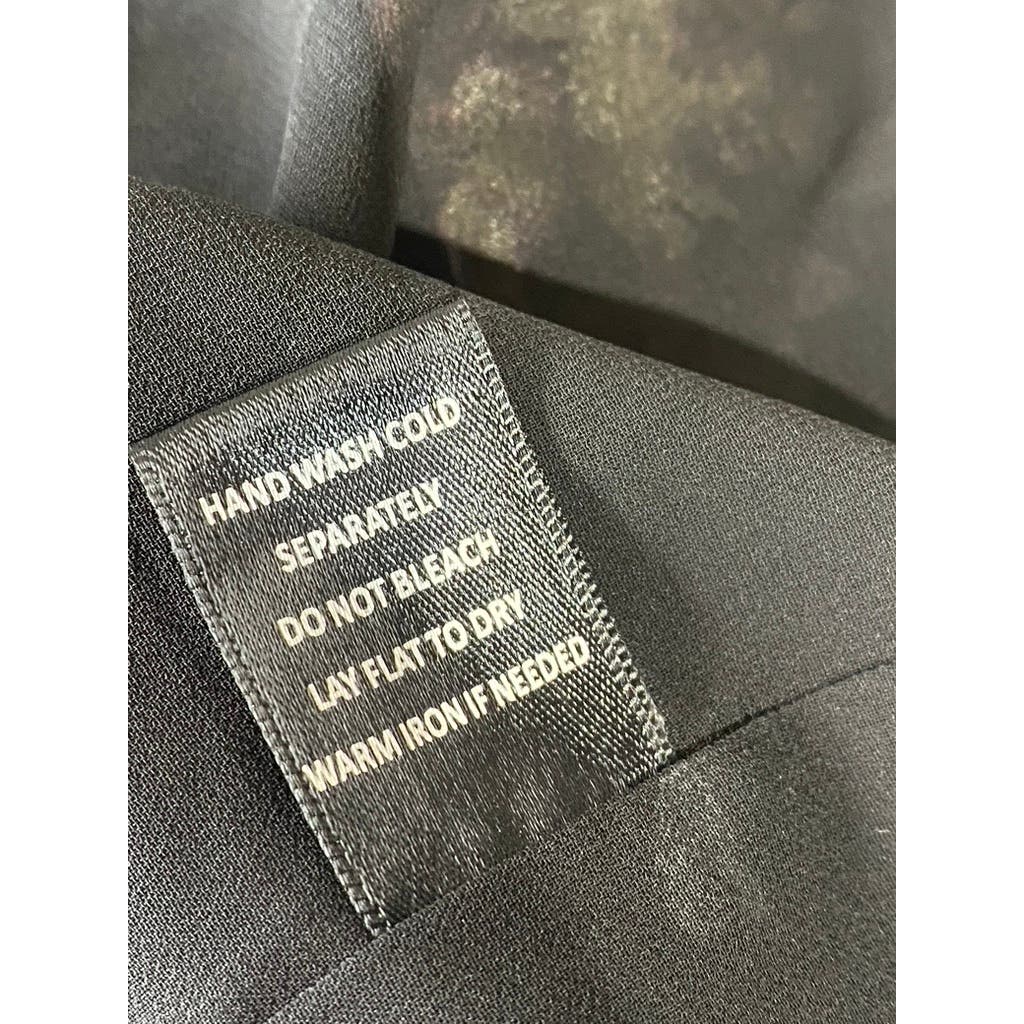 HAND WASH COLD
SEPARATELY
DO NOT BLEACH
LAY FLAT TO DRY
WARM IRON IF NEEDED